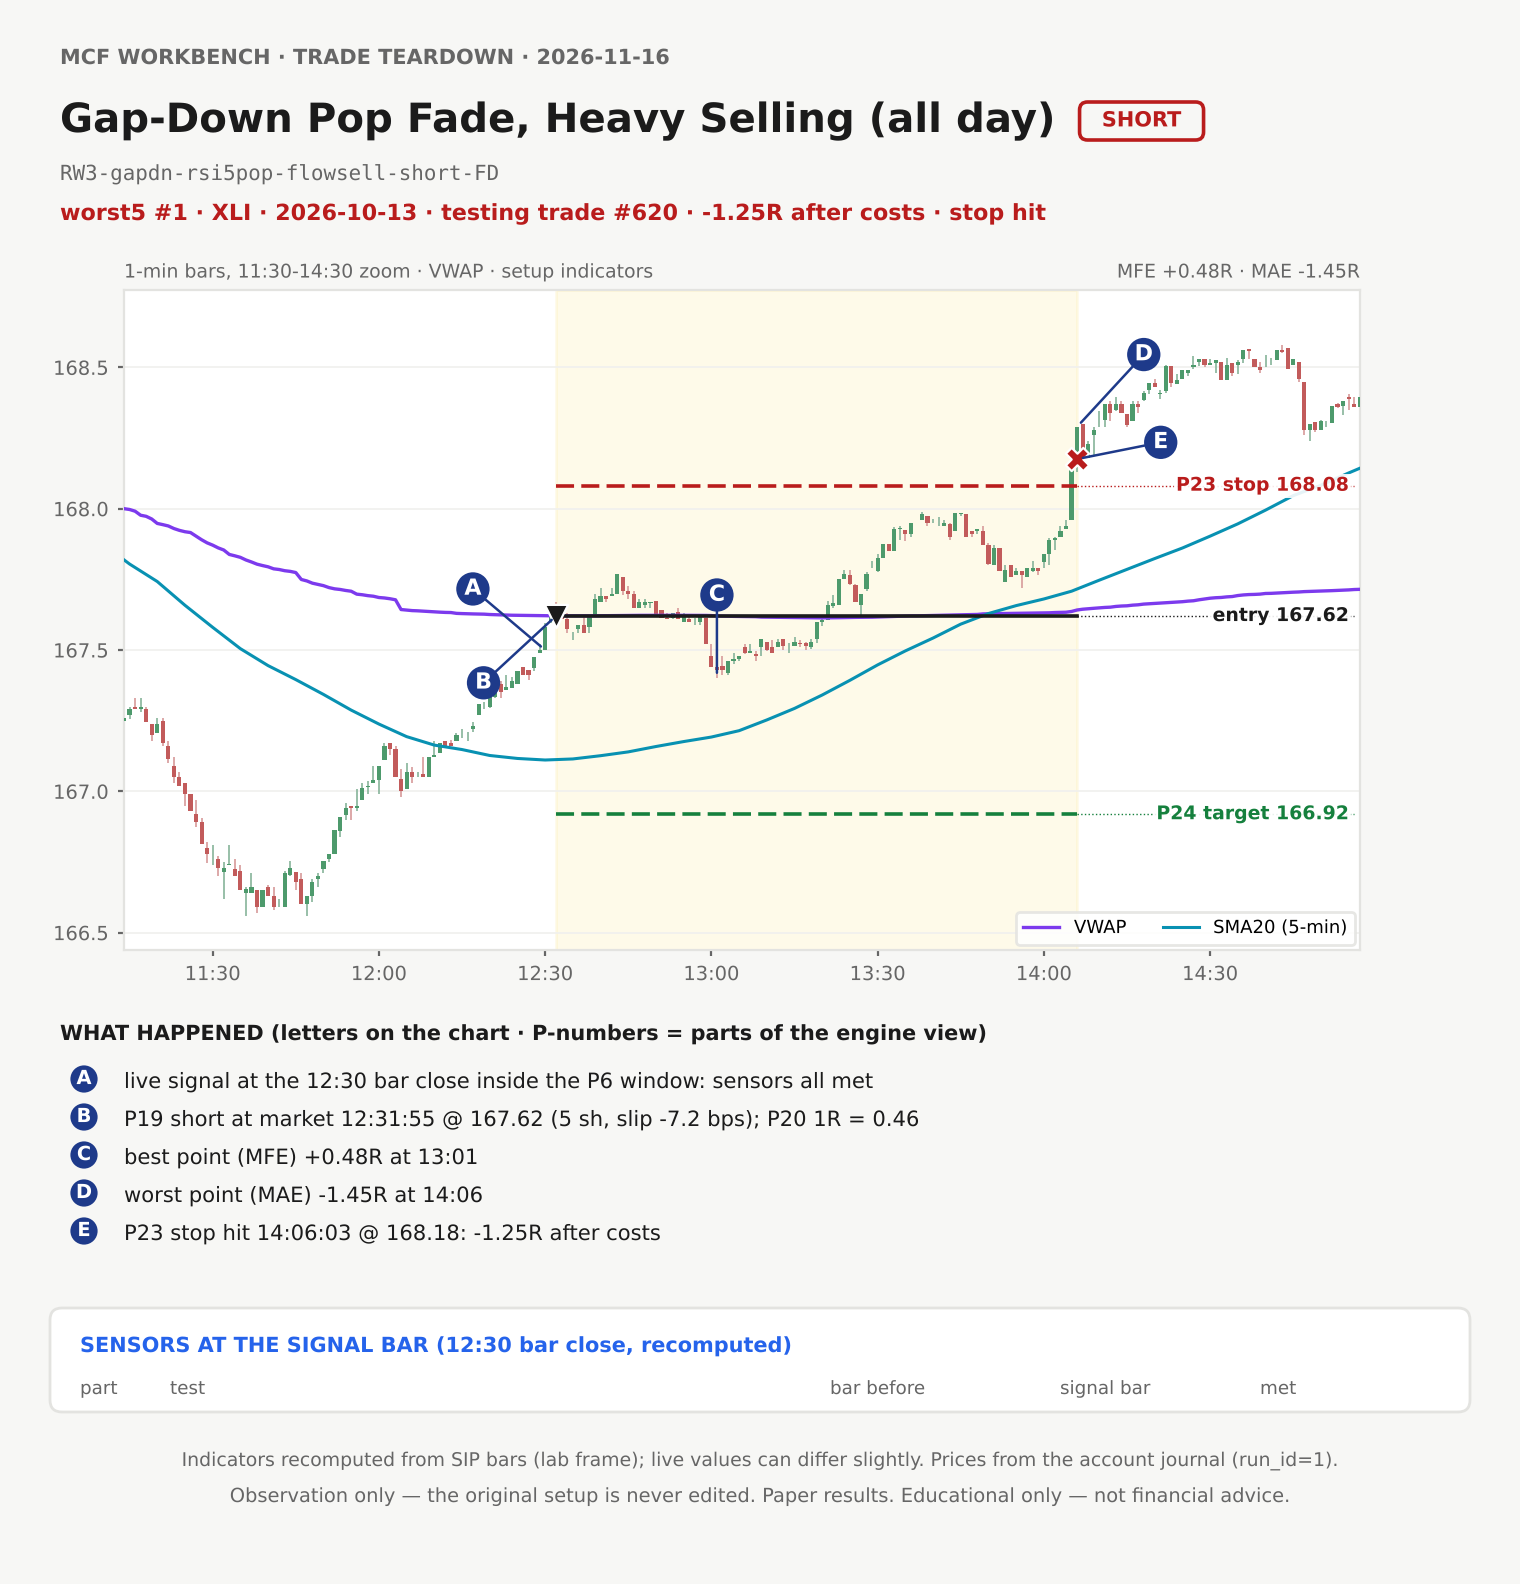 MCF WORKBENCH · TRADE TEARDOWN · 2026-11-16
Gap-Down Pop Fade, Heavy Selling (all day) SHORT
RW3-gapdn-rsi5pop-flowsell-short-FD
worst5 #1 · XLI · 2026-10-13 · testing trade #620 · -1.25R after costs · stop hit
1-min bars, 11:30-14:30 zoom · VWAP · setup indicators MFE +0.48R · MAE -1.45R
168.5
168.0
167.5
167.0
166.5
A
B
C
D
E
P23 stop 168.08
entry 167.62
P24 target 166.92
VWAP SMA20 (5-min)
11:30 12:00 12:30 13:00 13:30 14:00 14:30
WHAT HAPPENED (letters on the chart · P-numbers = parts of the engine view)
A live signal at the 12:30 bar close inside the P6 window: sensors all met
B P19 short at market 12:31:55 @ 167.62 (5 sh, slip -7.2 bps); P20 1R = 0.46
C best point (MFE) +0.48R at 13:01
D worst point (MAE) -1.45R at 14:06
E P23 stop hit 14:06:03 @ 168.18: -1.25R after costs
SENSORS AT THE SIGNAL BAR (12:30 bar close, recomputed)
part test bar before signal bar met
Indicators recomputed from SIP bars (lab frame); live values can differ slightly. Prices from the account journal (run_id=1).
Observation only — the original setup is never edited. Paper results. Educational only — not financial advice.